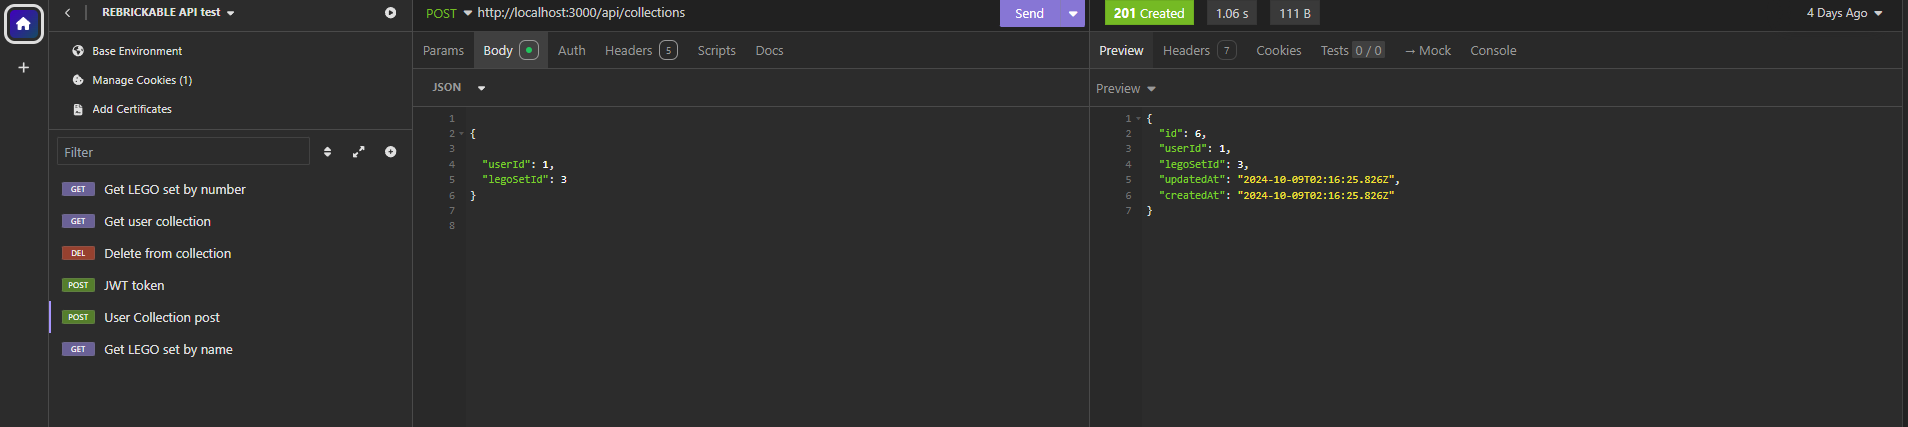 REBRICKABLE API test
Base Environment
Manage Cookies (1)
Add Certificates
Filter
GET Get LEGO set by number
GET Get user collection
DEL Delete from collection
POST JWT token
POST User Collection post
GET Get LEGO set by name
POST http://localhost:3000/api/collections Send
Params Body Auth Headers 5 Scripts Docs
JSON
1
2 {
3
4 "userId": 1,
5 "legoSetId": 3
6 }
7
8
201 Created 1.06 s 111 B 4 Days Ago
Preview Headers 7 Cookies Tests 0 / 0 → Mock Console
Preview
1 {
2 "id": 6,
3 "userId": 1,
4 "legoSetId": 3,
5 "updatedAt": "2024-10-09T02:16:25.826Z",
6 "createdAt": "2024-10-09T02:16:25.826Z"
7 }